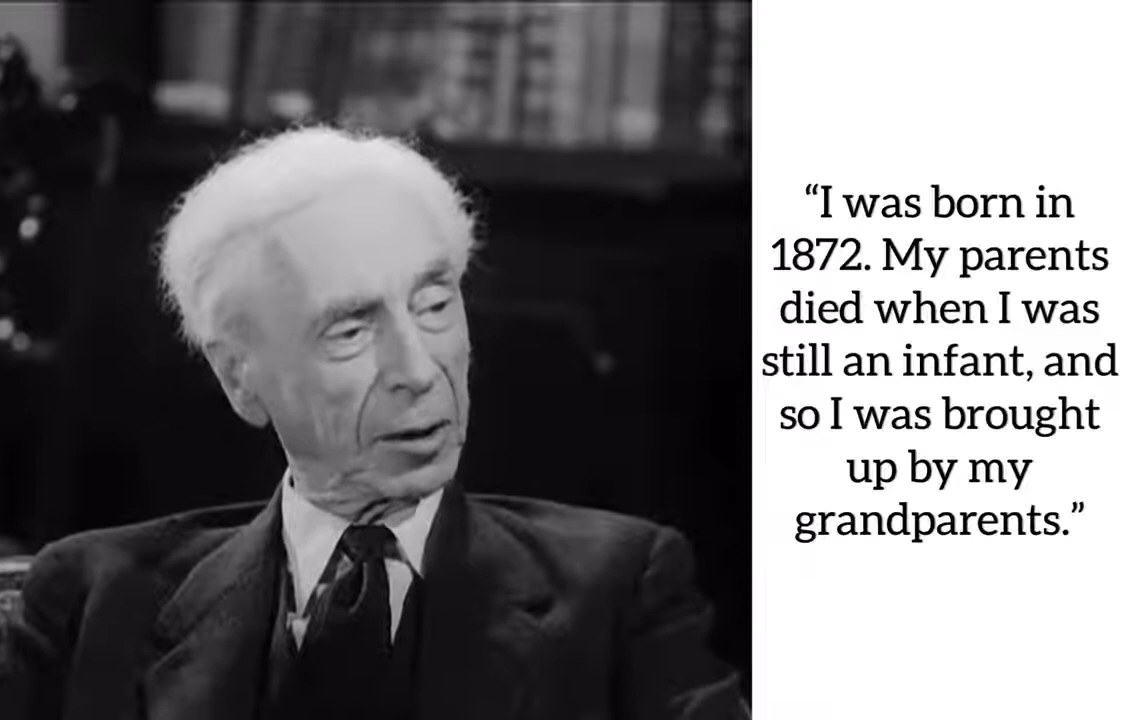 “I was born in
1872. My parents
died when I was
still an infant, and
so I was brought
up by my
grandparents.”